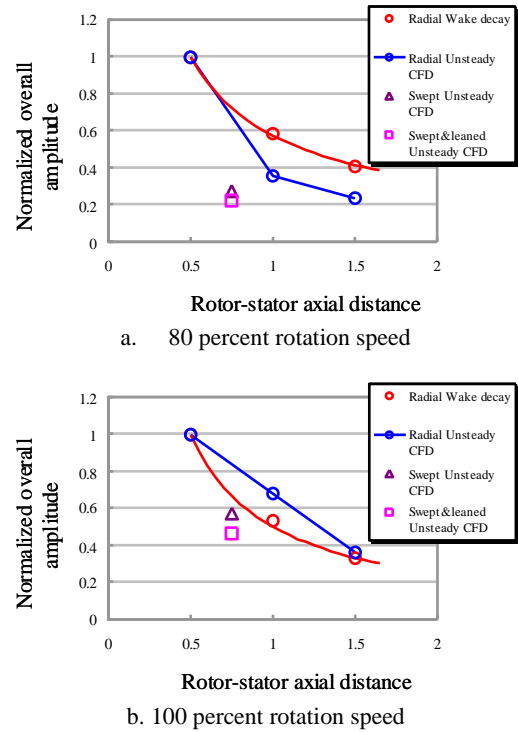 Normalized overall
amplitude
1.2
1
0.8
0.6
0.4
0.2
0
0
0.5
1
1.5
2
Radial Wake decay
Radial Unsteady
CFD
Swept Unsteady
CFD
Swept&leaned
Unsteady CFD
Rotor-stator axial distance
a. 80 percent rotation speed
Normalized overall
amplitude
1.2
1
0.8
0.6
0.4
0.2
0
0
0.5
1
1.5
2
Radial Wake decay
Radial Unsteady
CFD
Swept Unsteady
CFD
Swept&leaned
Unsteady CFD
Rotor-stator axial distance
b. 100 percent rotation speed